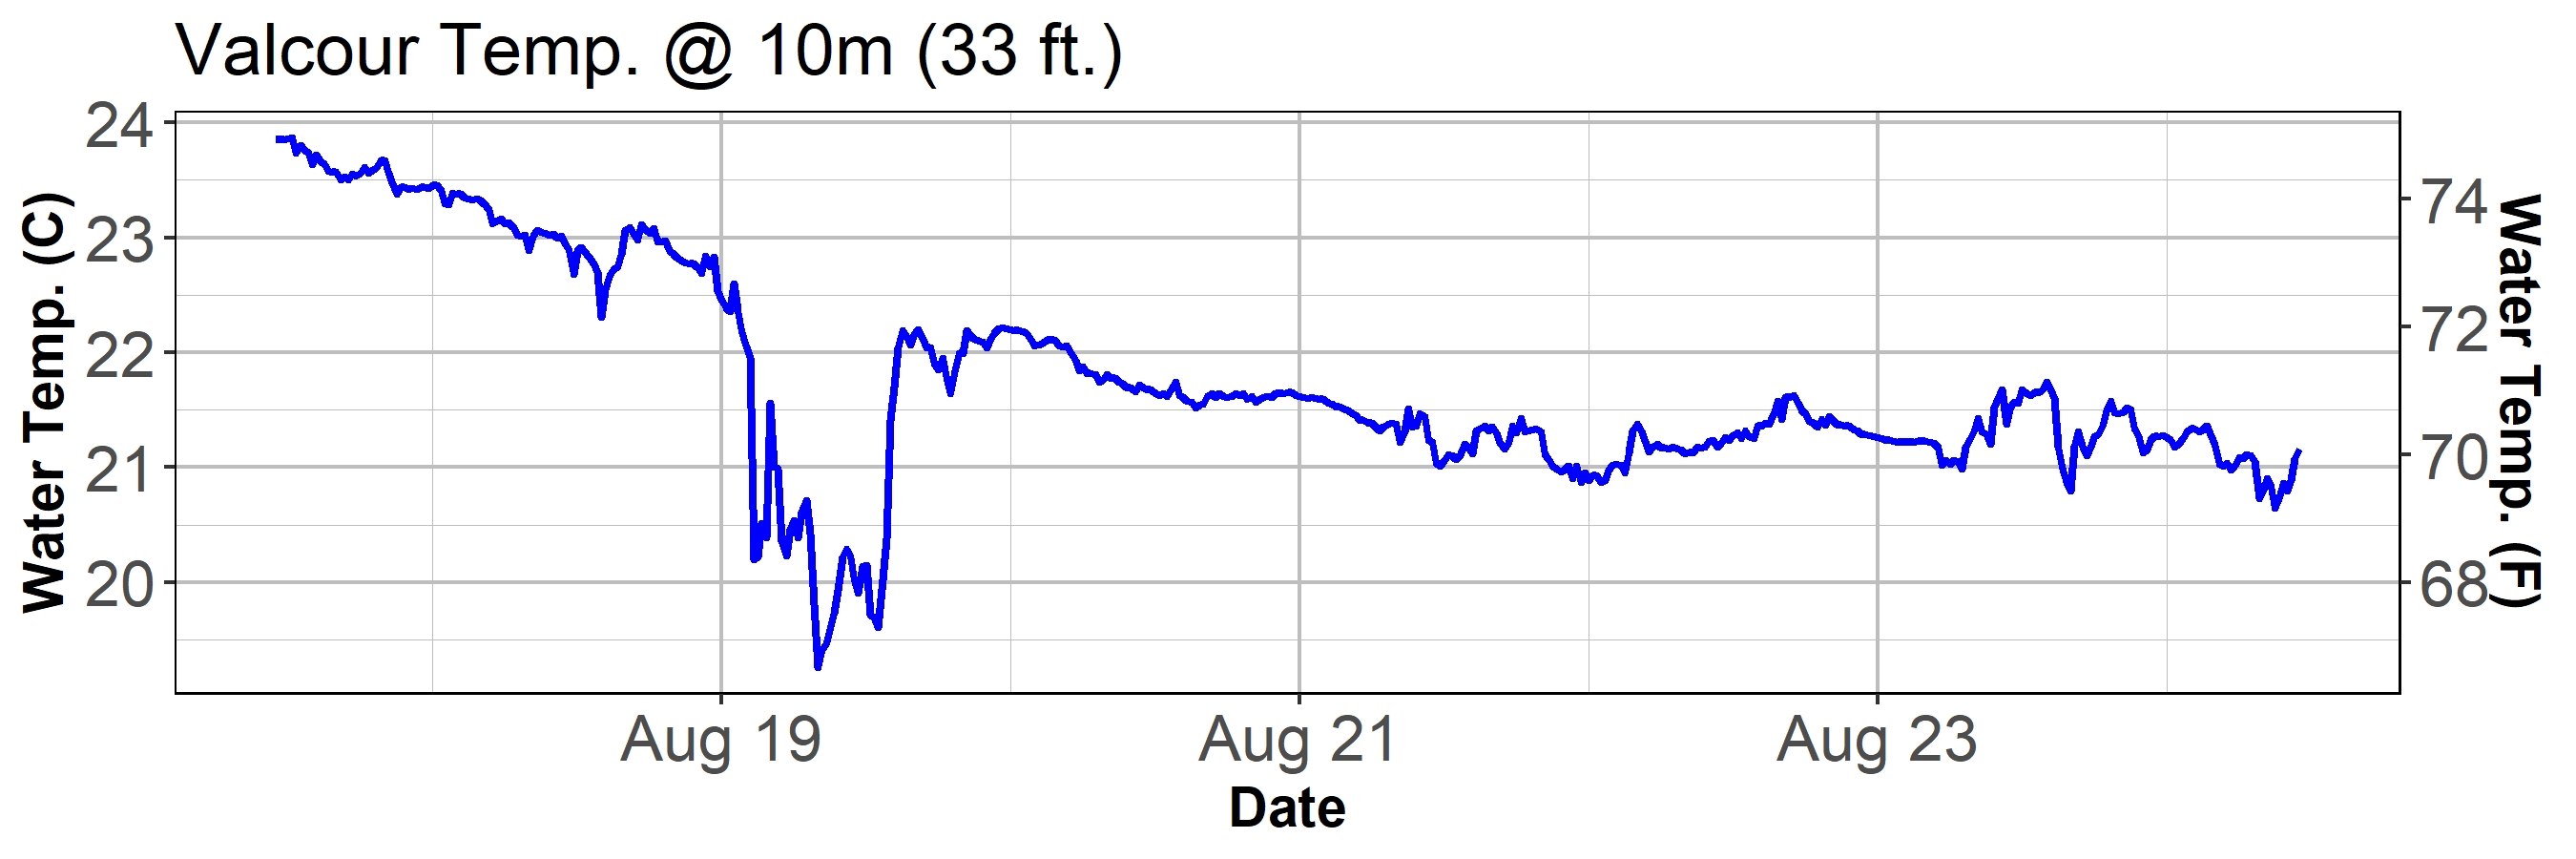 Valcour Temp. @ 10m (33 ft.)
Water Temp. (C)
24
23
22
21
20
74
72
70
68
Water Temp. (F)
Aug 19 Aug 21 Aug 23
Date